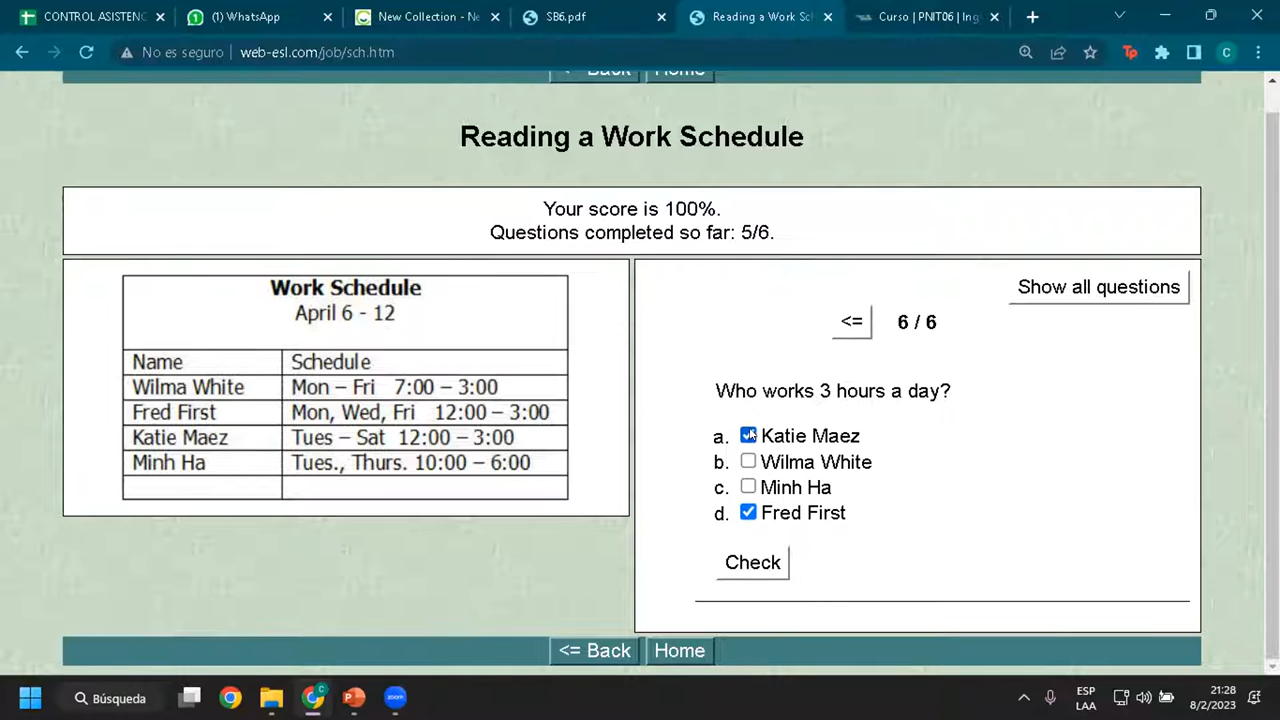 CONTROL ASISTENC
(1) WhatsApp
New Collection - Ne
SB6.pdf
Reading a Work Sc
Curso | PNIT06 | Ing
No es seguro
web-esl.com/job/sch.htm
<= Back
Home
Reading a Work Schedule
Your score is 100%.
Questions completed so far: 5/6.
Work Schedule
April 6 - 12
Name Schedule
Wilma White Mon – Fri 7:00 – 3:00
Fred First Mon, Wed, Fri 12:00 – 3:00
Katie Maez Tues – Sat 12:00 – 3:00
Minh Ha Tues., Thurs. 10:00 – 6:00
Show all questions
<= 6 / 6
Who works 3 hours a day?
a. Katie Maez
b. Wilma White
c. Minh Ha
d. Fred First
Check
<= Back
Home
Búsqueda
zoom
ESP
LAA
21:28
8/2/2023